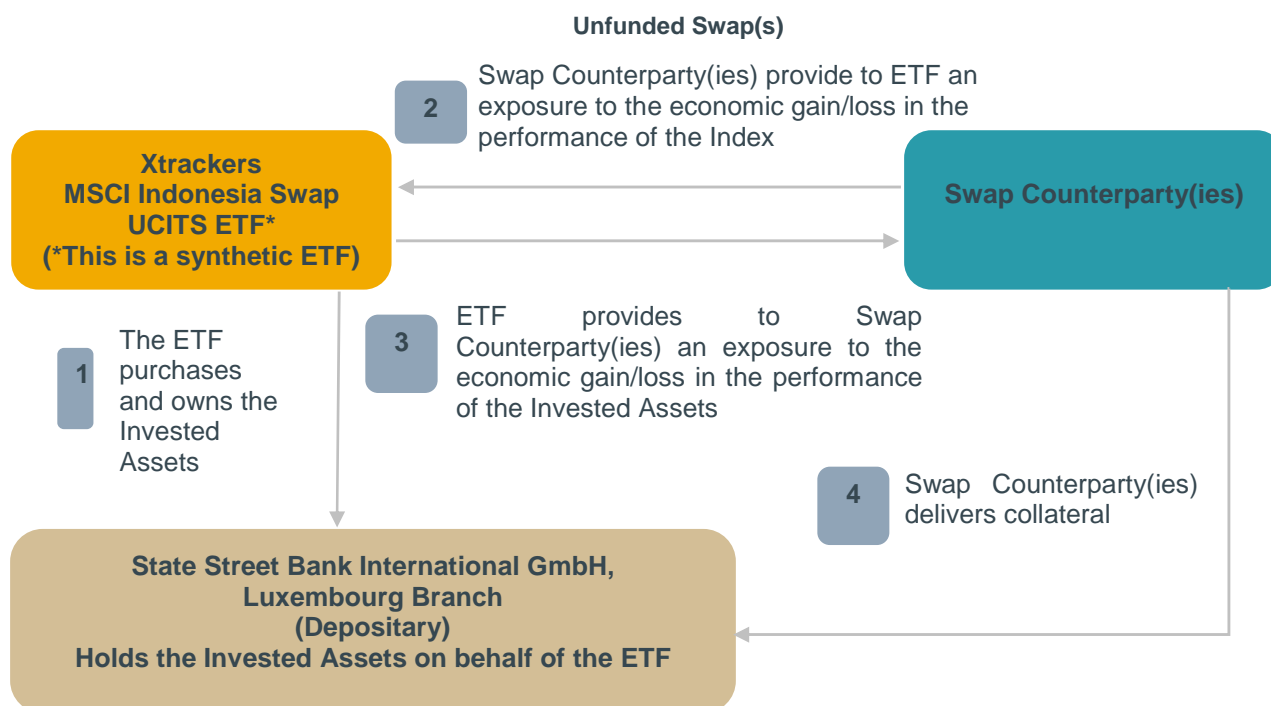 Unfunded Swap(s)
2
Swap Counterparty(ies) provide to ETF an
exposure to the economic gain/loss in the
performance of the Index
Xtrackers
MSCI Indonesia Swap
UCITS ETF*
(*This is a synthetic ETF)
Swap Counterparty(ies)
1
The ETF
purchases
and owns the
Invested
Assets
3
ETF provides to Swap
Counterparty(ies) an exposure to the
economic gain/loss in the performance
of the Invested Assets
4
Swap Counterparty(ies)
delivers collateral
State Street Bank International GmbH,
Luxembourg Branch
(Depositary)
Holds the Invested Assets on behalf of the ETF